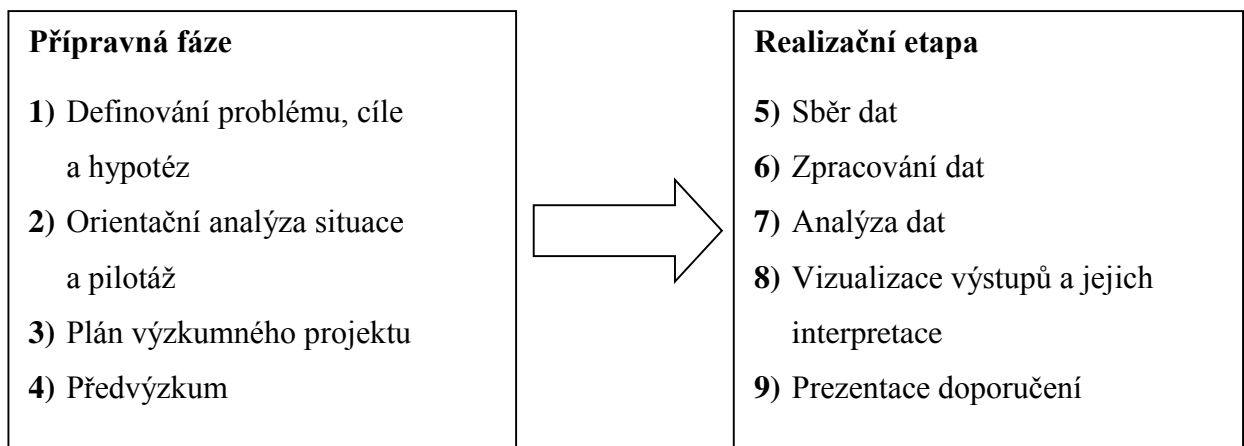 Přípravná fáze
1) Definování problému, cíle
a hypotéz
2) Orientační analýza situace
a pilotáž
3) Plán výzkumného projektu
4) Předvýzkum
Realizační etapa
5) Sběr dat
6) Zpracování dat
7) Analýza dat
8) Vizualizace výstupů a jejich
interpretace
9) Prezentace doporučení